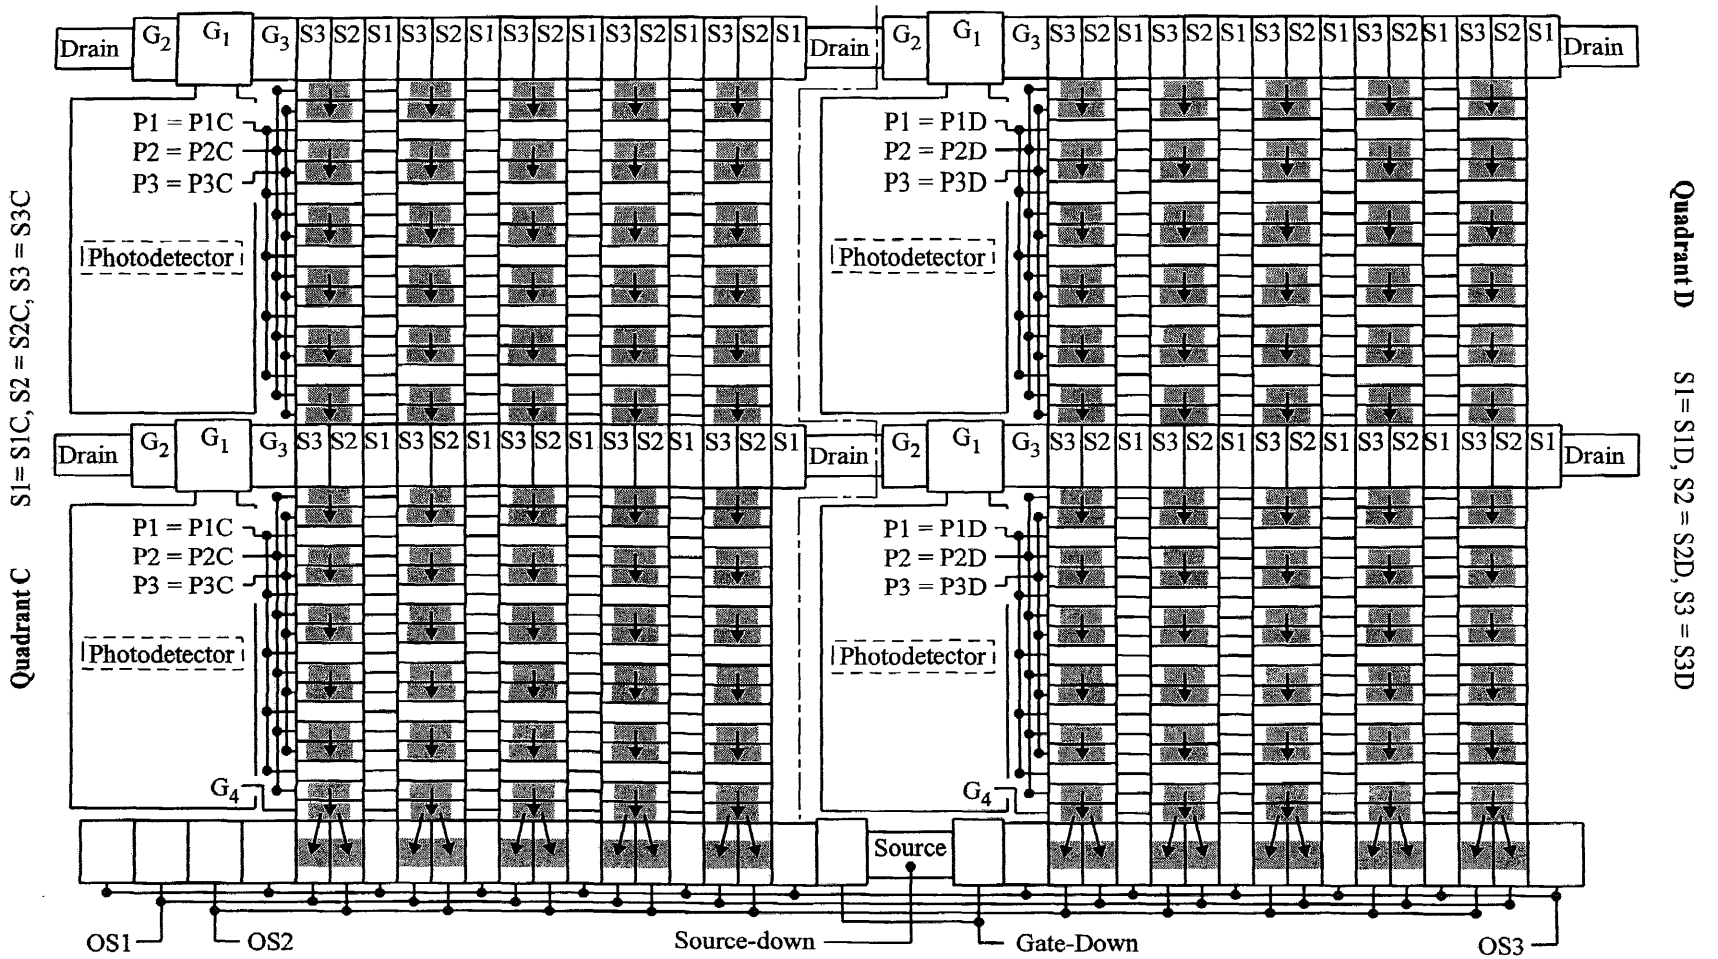 Drain G2 G1 G3 S3 S2 S1 S3 S2 S1 S3 S2 S1 S3 S2 S1 S3 S2 S1 Drain G2 G1 G3 S3 S2 S1 S3 S2 S1 S3 S2 S1 S3 S2 S1 S3 S2 S1 Drain
P1 = P1C
P2 = P2C
P3 = P3C
Photodetector
P1 = P1D
P2 = P2D
P3 = P3D
Photodetector
Drain G2 G1 G3 S3 S2 S1 S3 S2 S1 S3 S2 S1 S3 S2 S1 S3 S2 S1 Drain G2 G1 G3 S3 S2 S1 S3 S2 S1 S3 S2 S1 S3 S2 S1 S3 S2 S1 Drain
P1 = P1C
P2 = P2C
P3 = P3C
Photodetector
G4
P1 = P1D
P2 = P2D
P3 = P3D
Photodetector
G4
Source
OS1
OS2
Source-down
Gate-Down
OS3
Quadrant C S1= S1C, S2 = S2C, S3 = S3C
Quadrant D S1= S1D, S2 = S2D, S3 = S3D